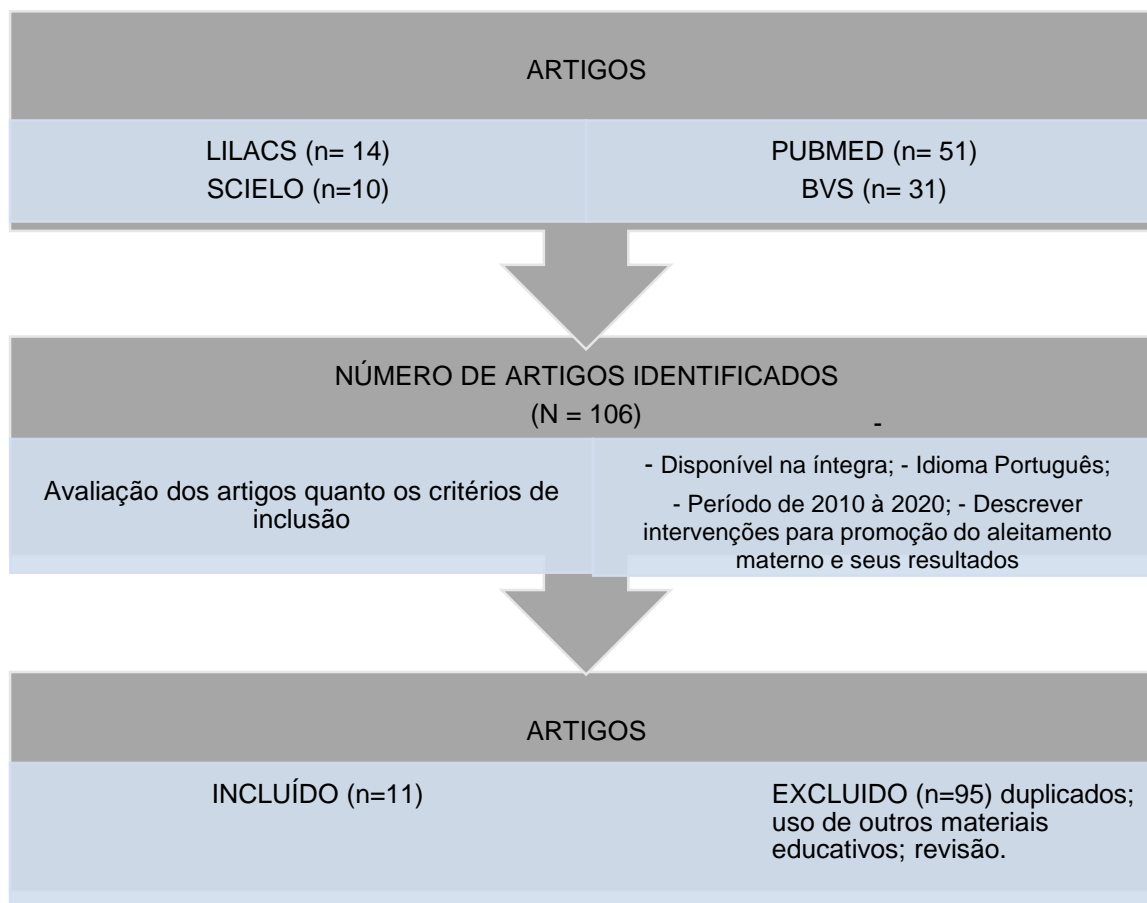 ARTIGOS
LILACS (n= 14)
SCIELO (n=10)
PUBMED (n= 51)
BVS (n= 31)
NÚMERO DE ARTIGOS IDENTIFICADOS
(N = 106)
-
Avaliação dos artigos quanto os critérios de
inclusão
- Disponível na íntegra; - Idioma Português;
- Período de 2010 à 2020; - Descrever
intervenções para promoção do aleitamento
materno e seus resultados
ARTIGOS
INCLUÍDO (n=11)
EXCLUIDO (n=95) duplicados;
uso de outros materiais
educativos; revisão.